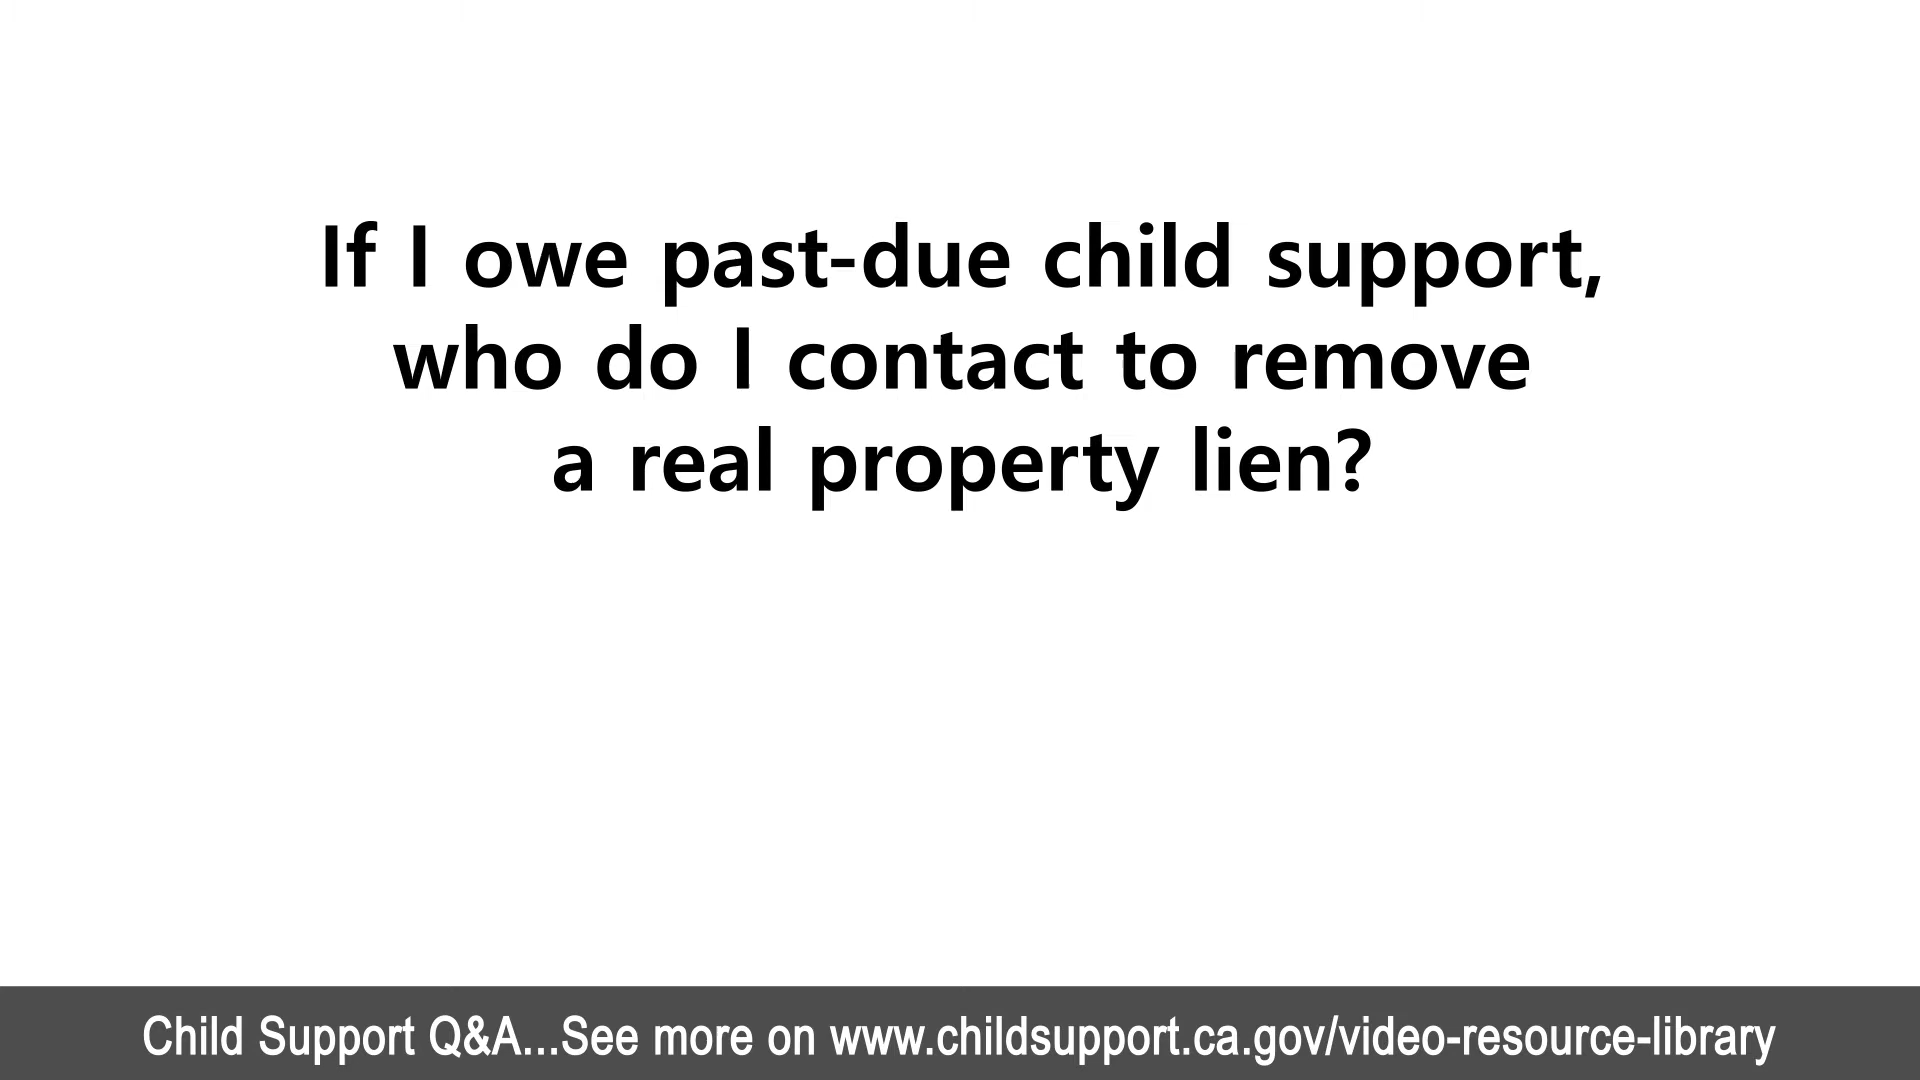 If I owe past-due child support,
who do I contact to remove
a real property lien?
Child Support Q&A...See more on www.childsupport.ca.gov/video-resource-library